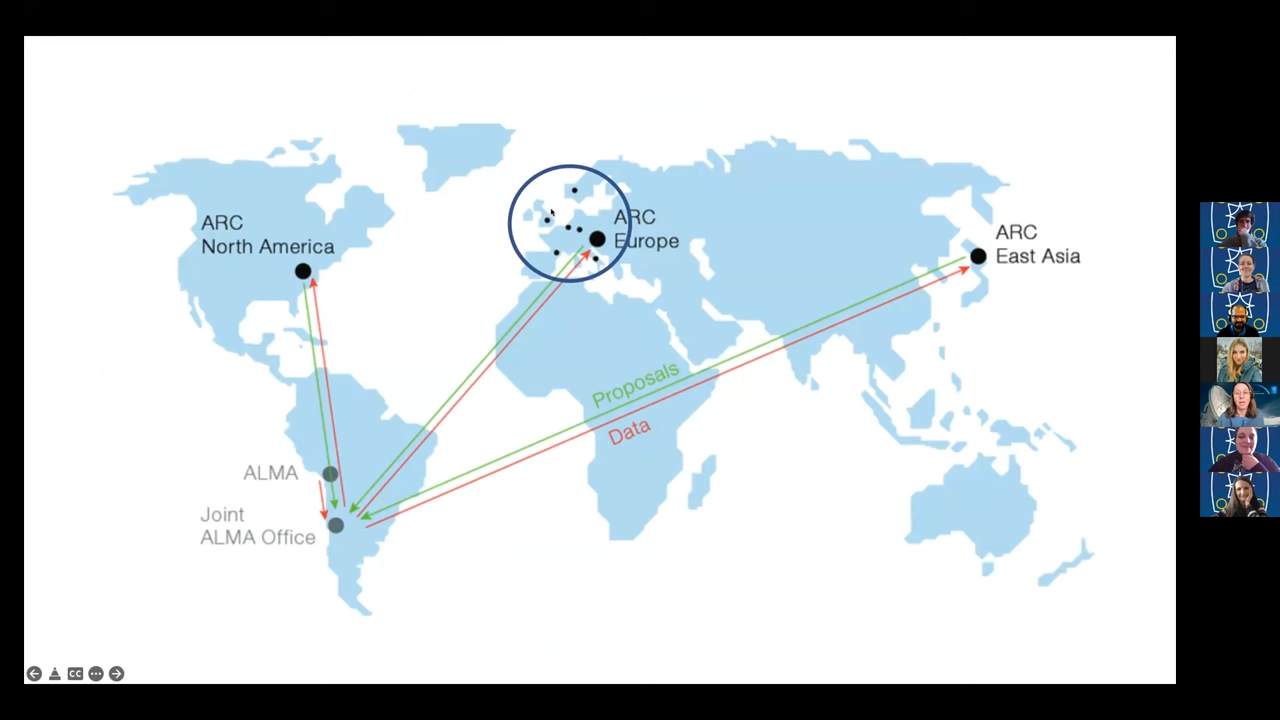 ARC
North America
ARC
Europe
ARC
East Asia
Proposals
Data
ALMA
Joint
ALMA Office
CC